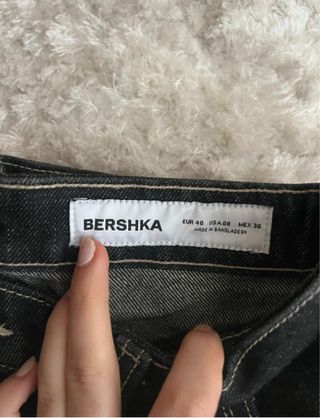 BERSHKA
EUR 40 USA 08 MEX 30
MADE IN BANGLADESH